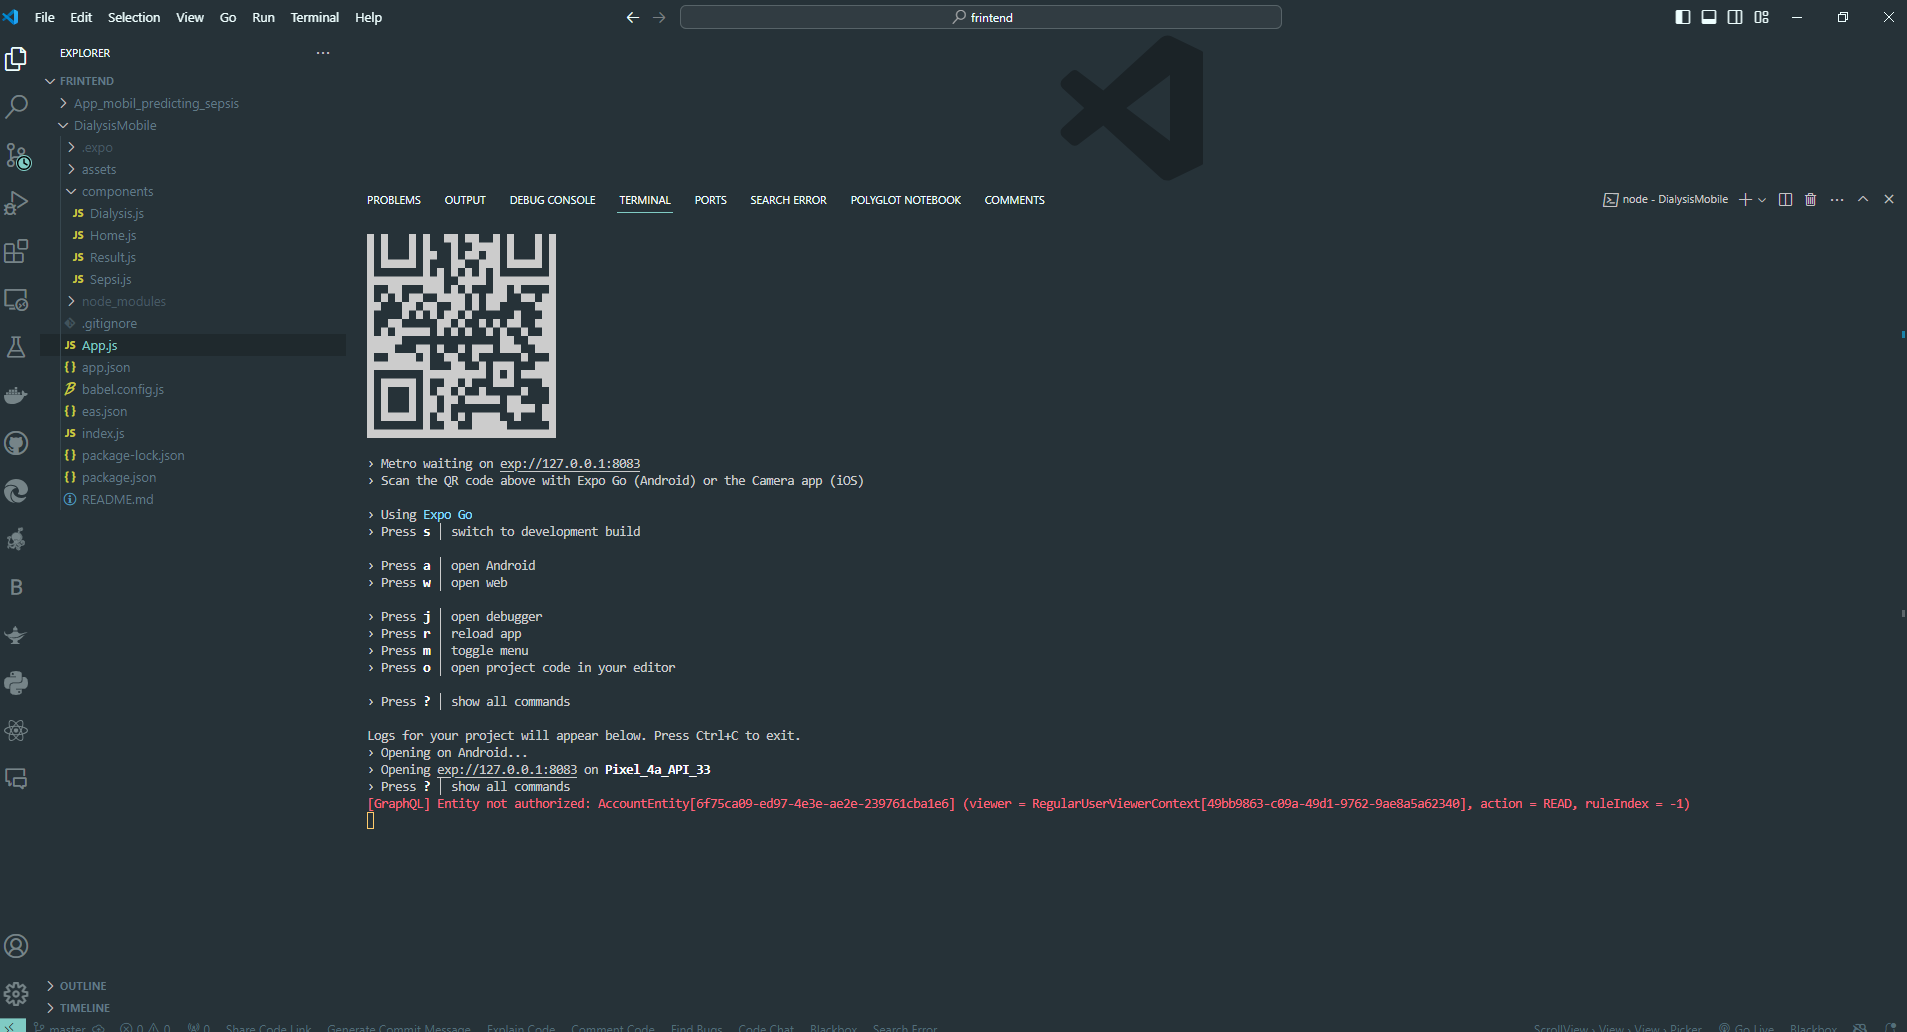 File Edit Selection View Go Run Terminal Help
frintend
EXPLORER
FRINTEND
App_mobil_predicting_sepsis
DialysisMobile
.expo
assets
components
JS Dialysis.js
JS Home.js
JS Result.js
JS Sepsi.js
node_modules
.gitignore
JS App.js
{} app.json
babel.config.js
{} eas.json
JS index.js
{} package-lock.json
{} package.json
README.md
OUTLINE
TIMELINE
PROBLEMS OUTPUT DEBUG CONSOLE TERMINAL PORTS SEARCH ERROR POLYGLOT NOTEBOOK COMMENTS
node - DialysisMobile
› Metro waiting on exp://127.0.0.1:8083
› Scan the QR code above with Expo Go (Android) or the Camera app (iOS)
› Using Expo Go
› Press s │ switch to development build
› Press a │ open Android
› Press w │ open web
› Press j │ open debugger
› Press r │ reload app
› Press m │ toggle menu
› Press o │ open project code in your editor
› Press ? │ show all commands
Logs for your project will appear below. Press Ctrl+C to exit.
› Opening on Android...
› Opening exp://127.0.0.1:8083 on Pixel_4a_API_33
› Press ? │ show all commands
[GraphQL] Entity not authorized: AccountEntity[6f75ca09-ed97-4e3e-ae2e-239761cba1e6] (viewer = RegularUserViewerContext[49bb9863-c09a-49d1-9762-9ae8a5a62340], action = READ, ruleIndex = -1)
master 0 0 0 Share Code Link Generate Commit Message Explain Code Comment Code Find Bugs Code Chat Blackbox Search Error
ScrollView › View › View › Picker Go Live Blackbox